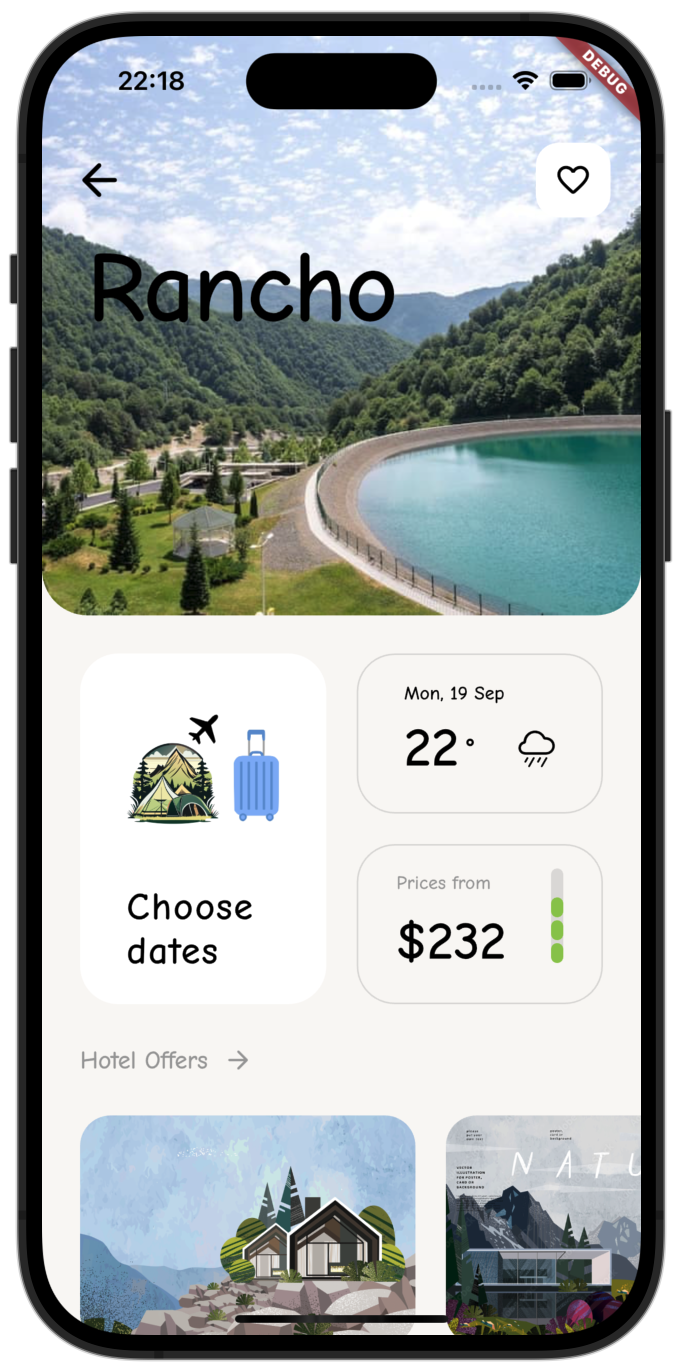 22:18
DEBUG
Rancho
Mon, 19 Sep
22°
Prices from
$232
Choose
dates
Hotel Offers
NATU
VECTOR
ILLUSTRATION
FOR POSTER,
CARD OR
BACKGROUND